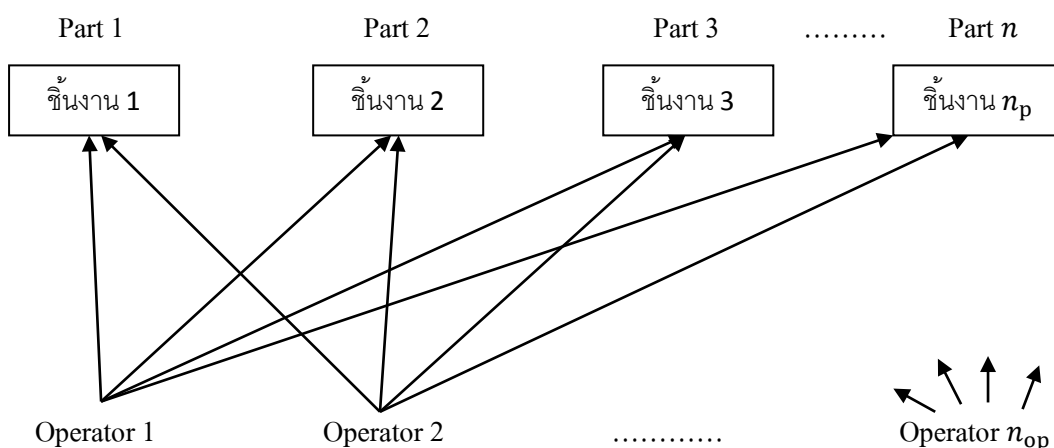 Part 1 Part 2 Part 3 ……… Part n
ชิ้นงาน 1 ชิ้นงาน 2 ชิ้นงาน 3 ชิ้นงาน nₚ
Operator 1 Operator 2 ………… Operator nₒₚ